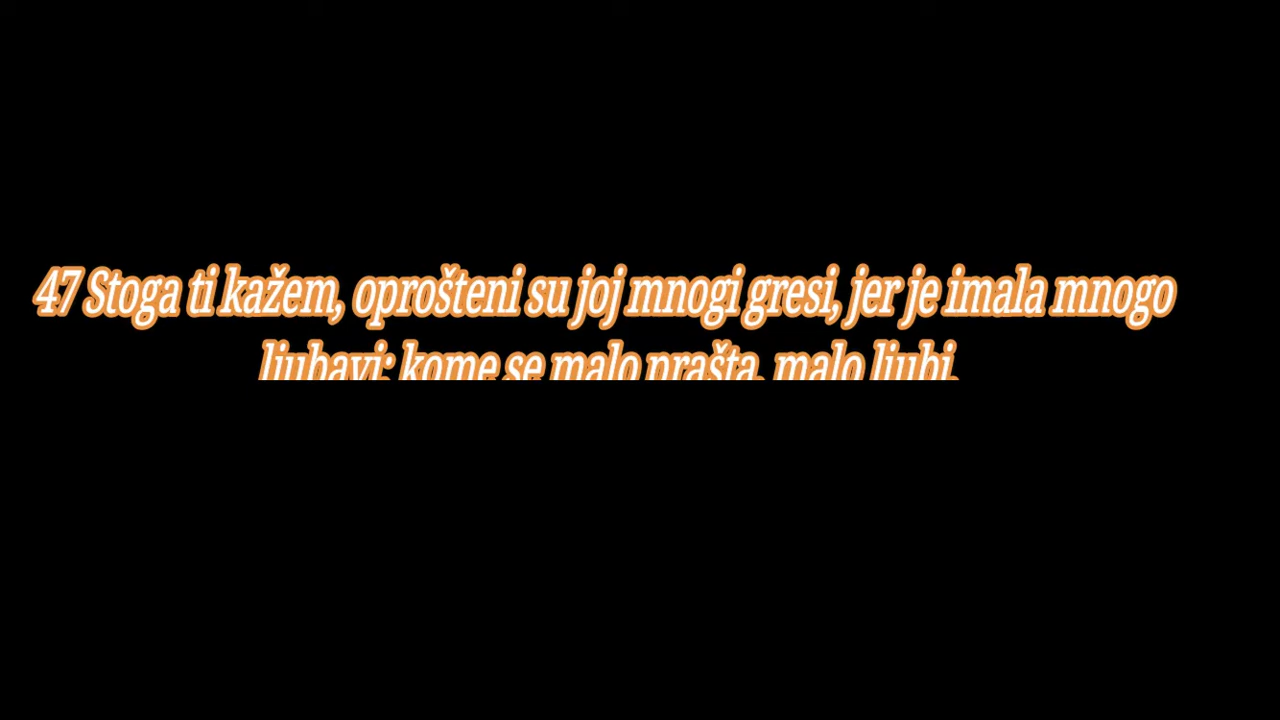 47 Stoga ti kažem, oprošteni su joj mnogi gresi, jer je imala mnogo
ljubavi; kome se malo prašta, malo ljubi.